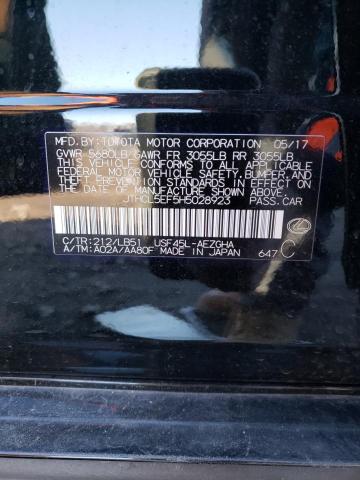 MFD.BY:TOYOTA MOTOR CORPORATION 05/17
GVWR 5680LB GAWR FR 3055LB RR 3055LB
THIS VEHICLE CONFORMS TO ALL APPLICABLE
FEDERAL MOTOR VEHICLE SAFETY, BUMPER, AND
THEFT PREVENTION STANDARDS IN EFFECT ON
THE DATE OF MANUFACTURE SHOWN ABOVE.
JTHCL5EF5H5028923 PASS.CAR
C/TR:212/LB51 USF45L-AEZGHA
A/TM:A02A/AA80F MADE IN JAPAN 647 C